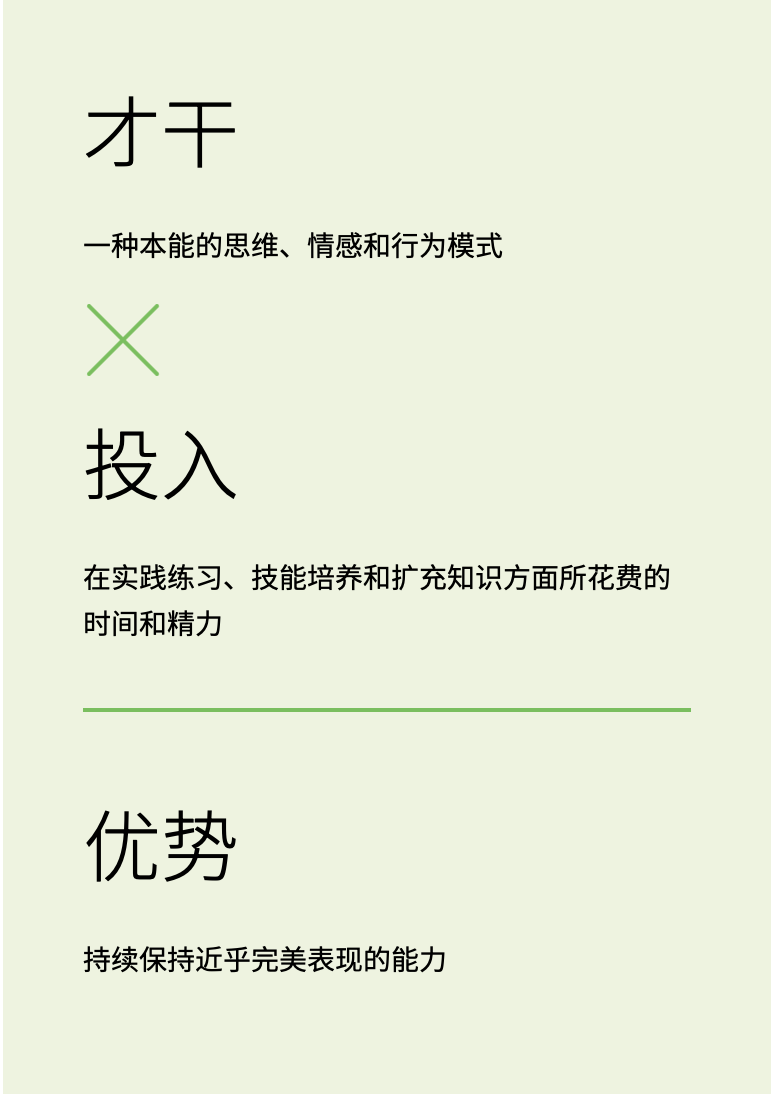 才干
一种本能的思维、情感和行为模式
×
投入
在实践练习、技能培养和扩充知识方面所花费的
时间和精力
优势
持续保持近乎完美表现的能力